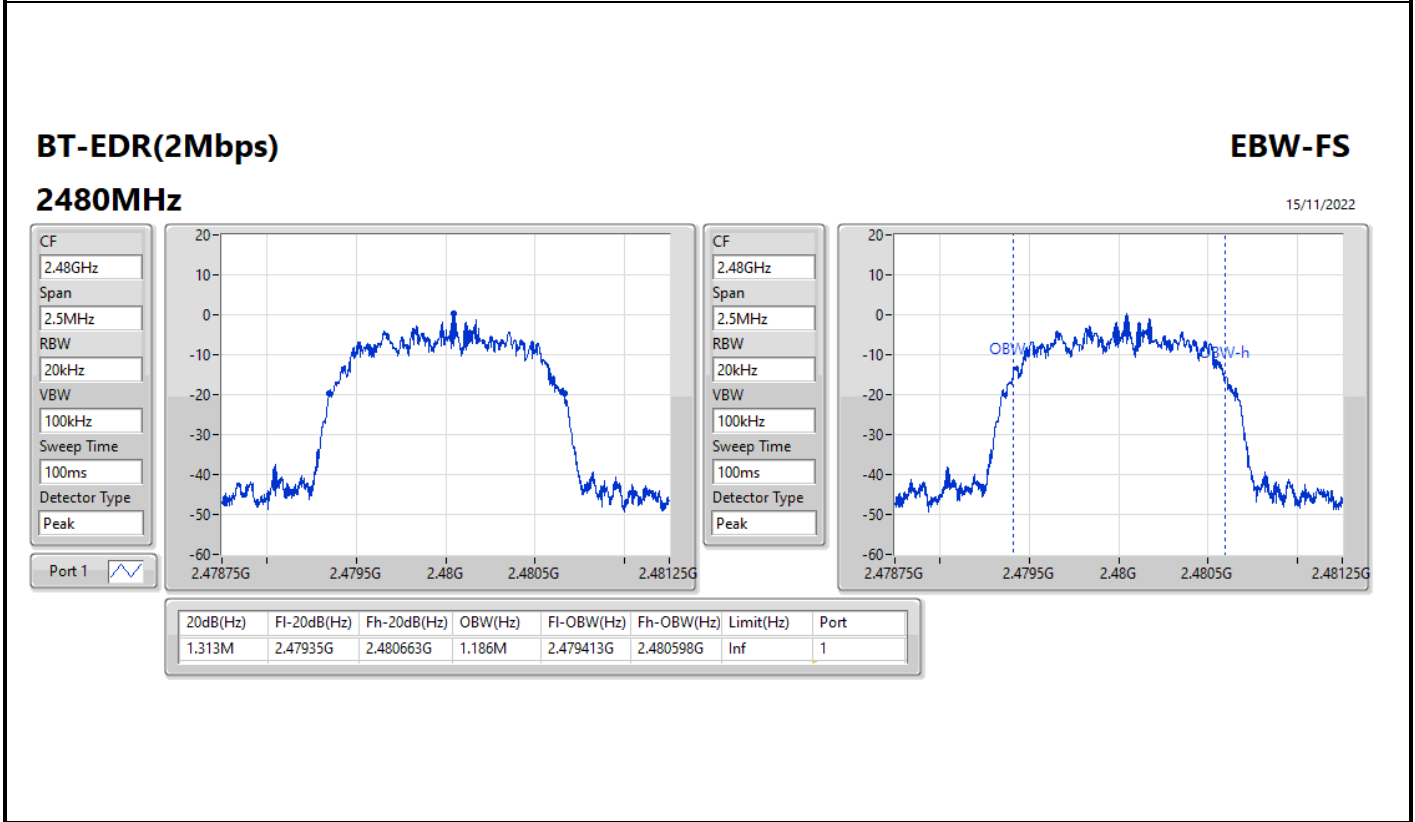 BT-EDR(2Mbps)
EBW-FS
2480MHz
15/11/2022
CF
2.48GHz
Span
2.5MHz
RBW
20kHz
VBW
100kHz
Sweep Time
100ms
Detector Type
Peak
Port 1
20
10
0
-10
-20
-30
-40
-50
-60
2.47875G 2.4795G 2.48G 2.4805G 2.48125G
CF
2.48GHz
Span
2.5MHz
RBW
20kHz
VBW
100kHz
Sweep Time
100ms
Detector Type
Peak
20
10
0
-10
-20
-30
-40
-50
-60
OBW-h
2.47875G 2.4795G 2.48G 2.4805G 2.48125G
20dB(Hz) Fl-20dB(Hz) Fh-20dB(Hz) OBW(Hz) Fl-OBW(Hz) Fh-OBW(Hz) Limit(Hz) Port
1.313M 2.47935G 2.480663G 1.186M 2.479413G 2.480598G Inf 1